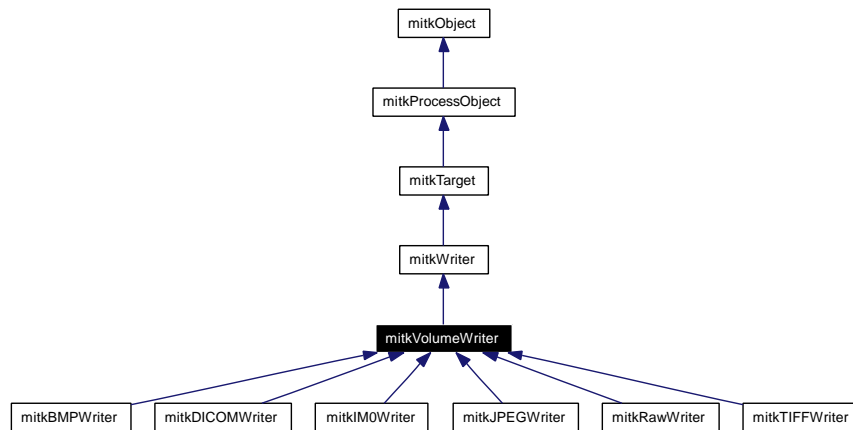 mitkObject
mitkProcessObject
mitkTarget
mitkWriter
mitkVolumeWriter
mitkBMPWriter
mitkDICOMWriter
mitkIM0Writer
mitkJPEGWriter
mitkRawWriter
mitkTIFFWriter